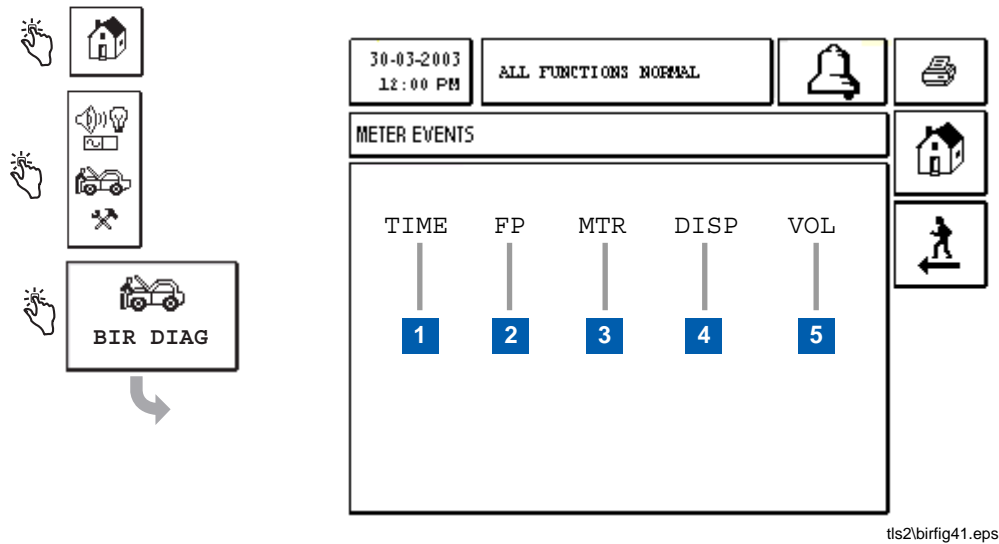 30-03-2003
12:00 PM
ALL FUNCTIONS NORMAL
METER EVENTS
TIME FP MTR DISP VOL
1 2 3 4 5
BIR DIAG
tls2\birfig41.eps